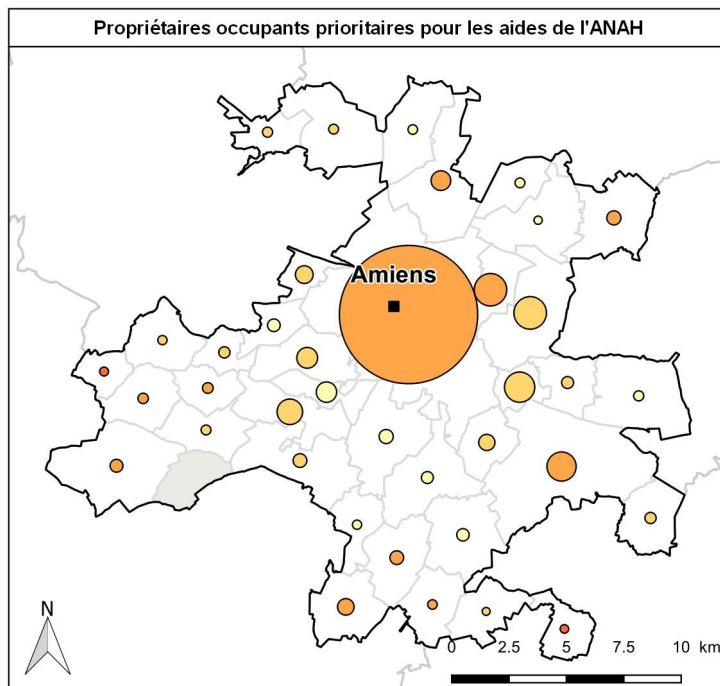 Propriétaires occupants prioritaires pour les aides de l'ANAH
Amiens
N
0 2.5 5 7.5 10 km